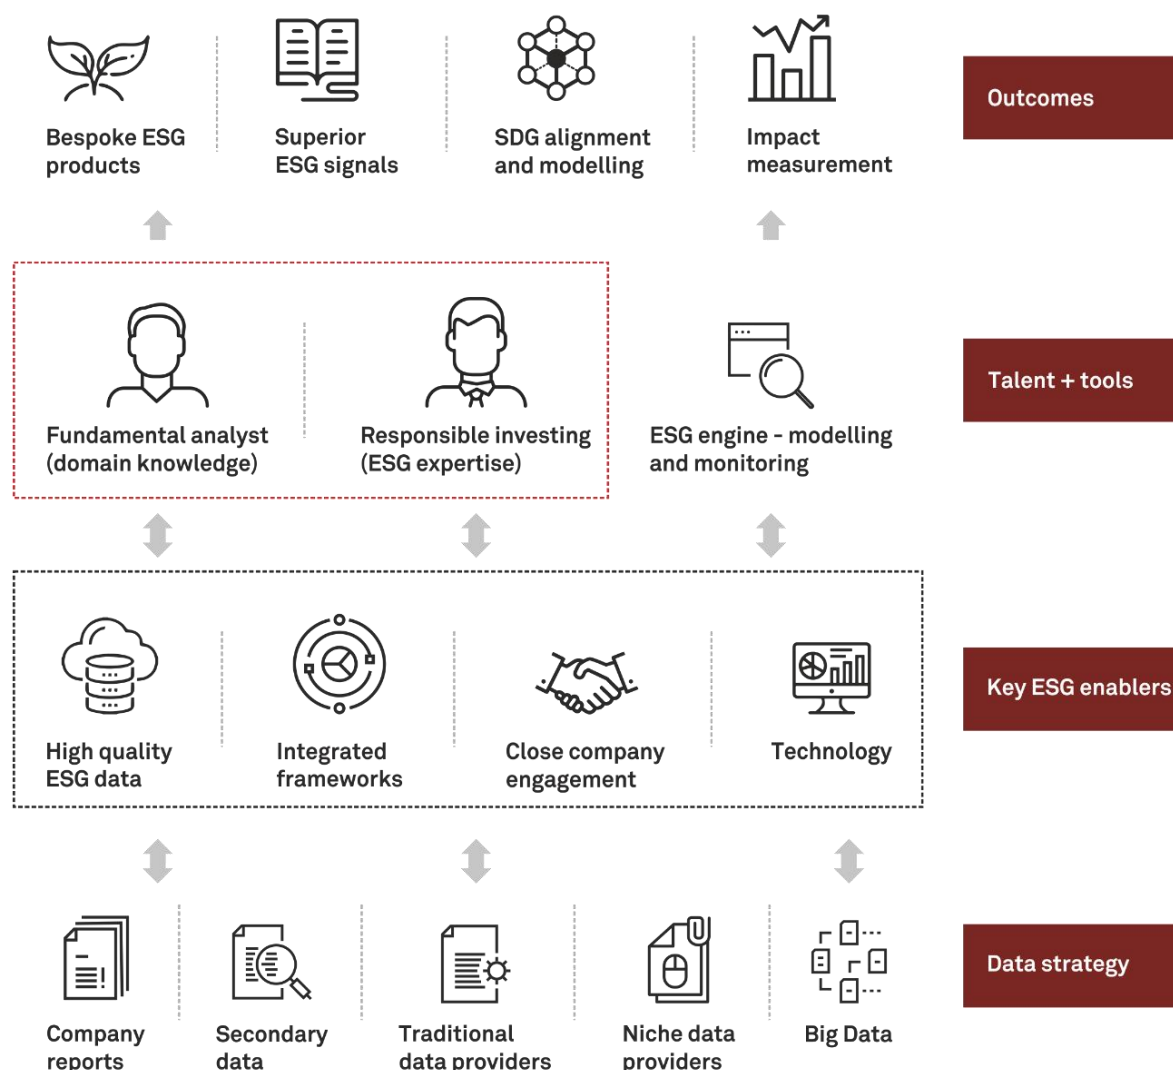 Bespoke ESG
products
Superior
ESG signals
SDG alignment
and modelling
Impact
measurement
Outcomes
Fundamental analyst
(domain knowledge)
Responsible investing
(ESG expertise)
ESG engine - modelling
and monitoring
Talent + tools
High quality
ESG data
Integrated
frameworks
Close company
engagement
Technology
Key ESG enablers
Company
reports
Secondary
data
Traditional
data providers
Niche data
providers
Big Data
Data strategy